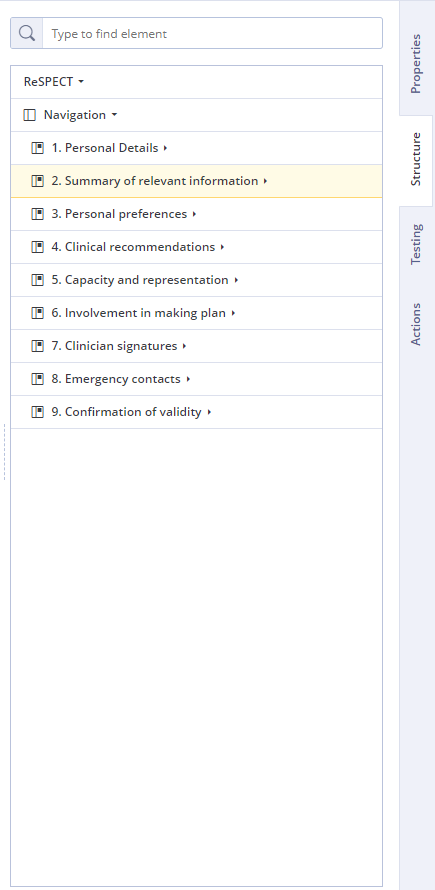 Type to find element
ReSPECT
Navigation
1. Personal Details
2. Summary of relevant information
3. Personal preferences
4. Clinical recommendations
5. Capacity and representation
6. Involvement in making plan
7. Clinician signatures
8. Emergency contacts
9. Confirmation of validity
Properties
Structure
Testing
Actions